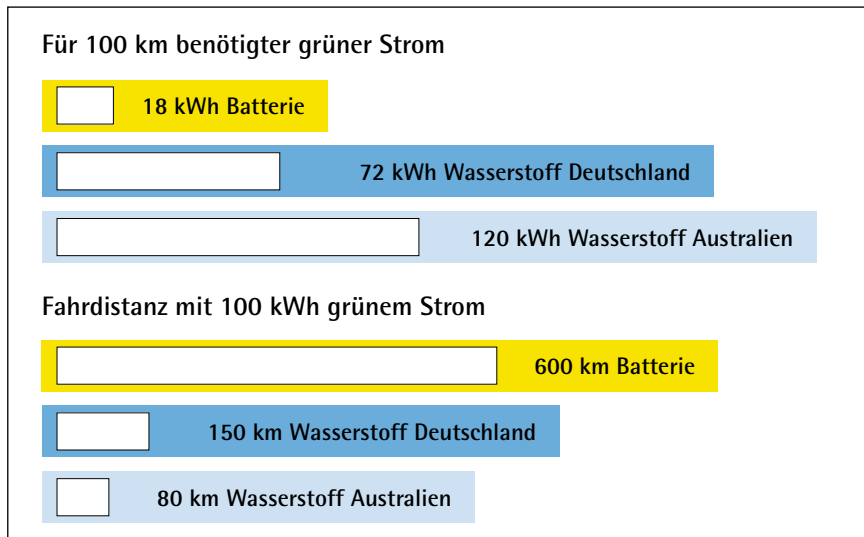 Für 100 km benötigter grüner Strom
18 kWh Batterie
72 kWh Wasserstoff Deutschland
120 kWh Wasserstoff Australien
Fahrdistanz mit 100 kWh grünem Strom
600 km Batterie
150 km Wasserstoff Deutschland
80 km Wasserstoff Australien